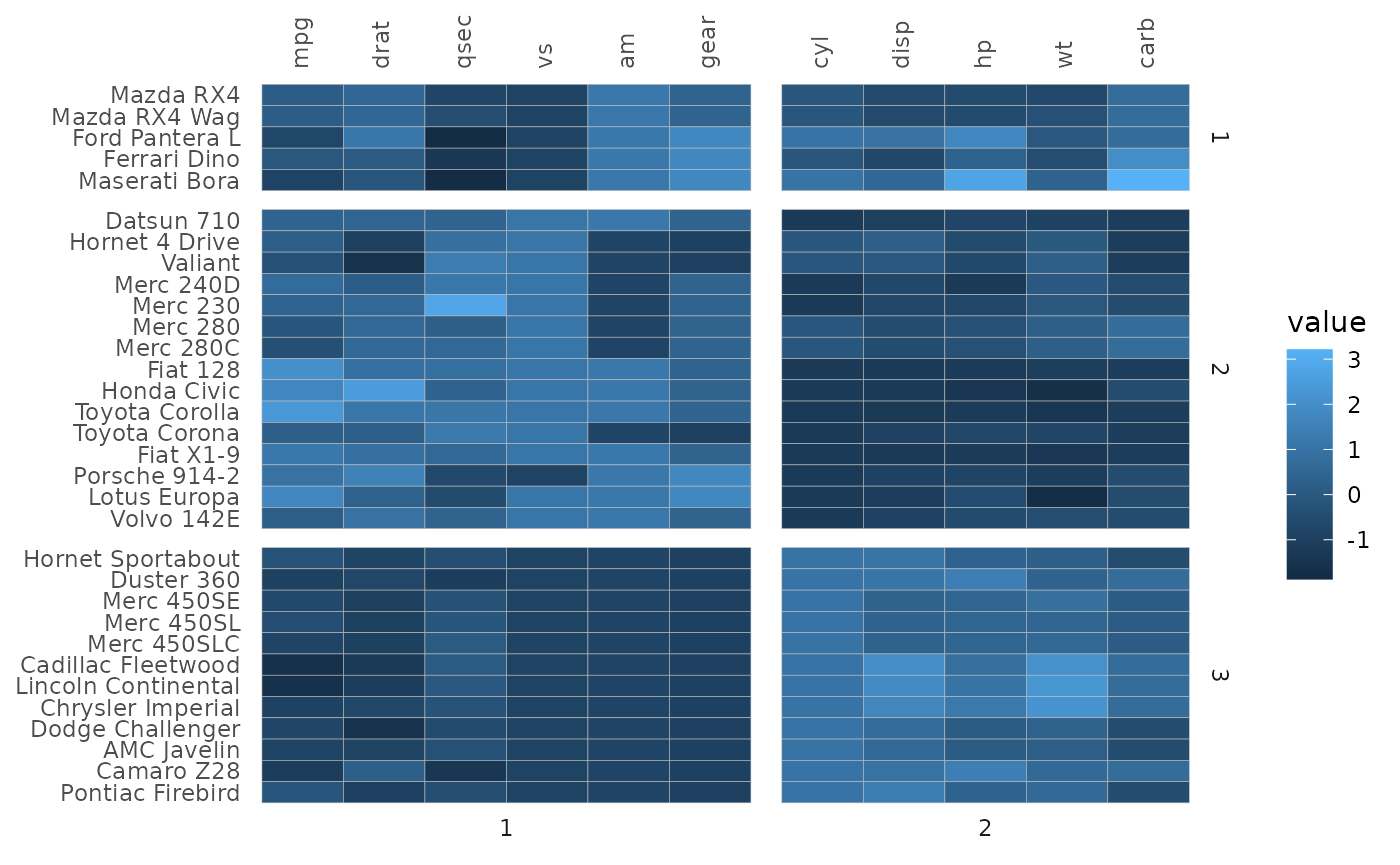 mpg drat qsec vs am gear cyl disp hp wt carb
Mazda RX4
Mazda RX4 Wag
Ford Pantera L
Ferrari Dino
Maserati Bora
1
Datsun 710
Hornet 4 Drive
Valiant
Merc 240D
Merc 230
Merc 280
Merc 280C
Fiat 128
Honda Civic
Toyota Corolla
Toyota Corona
Fiat X1-9
Porsche 914-2
Lotus Europa
Volvo 142E
2
Hornet Sportabout
Duster 360
Merc 450SE
Merc 450SL
Merc 450SLC
Cadillac Fleetwood
Lincoln Continental
Chrysler Imperial
Dodge Challenger
AMC Javelin
Camaro Z28
Pontiac Firebird
3
1 2
value
3
2
1
0
-1